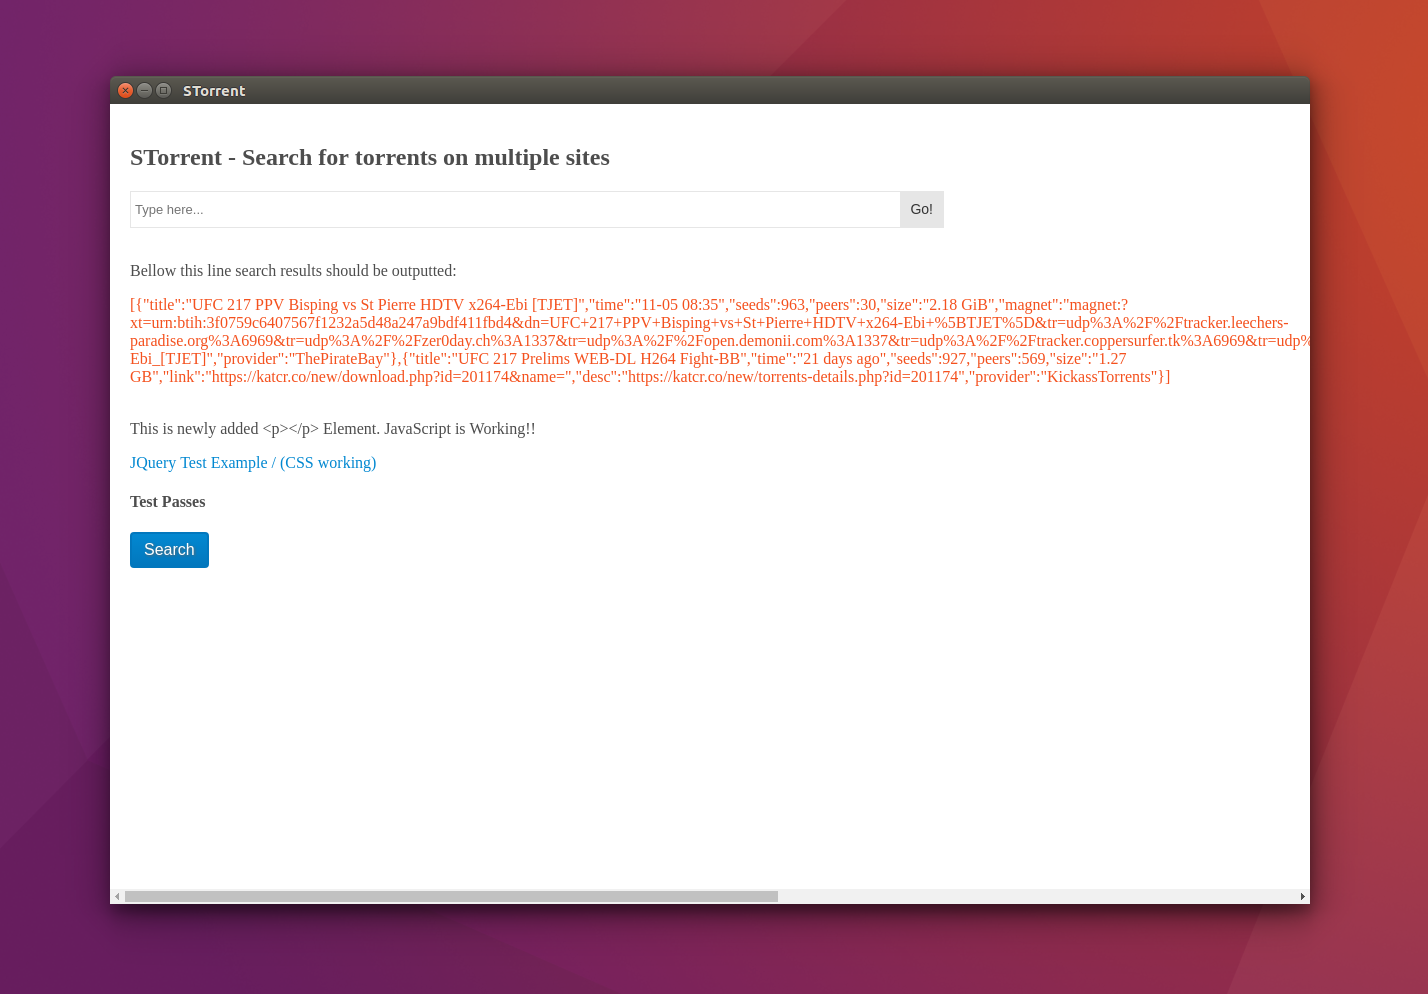 STorrent
STorrent - Search for torrents on multiple sites
Type here...
Go!
Bellow this line search results should be outputted:
[{"title":"UFC 217 PPV Bisping vs St Pierre HDTV x264-Ebi [TJET]","time":"11-05 08:35","seeds":963,"peers":30,"size":"2.18 GiB","magnet":"magnet:?
xt=urn:btih:3f0759c6407567f1232a5d48a247a9bdf411fbd4&dn=UFC+217+PPV+Bisping+vs+St+Pierre+HDTV+x264-Ebi+%5BTJET%5D&tr=udp%3A%2F%2Ftracker.leechers-
paradise.org%3A6969&tr=udp%3A%2F%2Fzer0day.ch%3A1337&tr=udp%3A%2F%2Fopen.demonii.com%3A1337&tr=udp%3A%2F%2Ftracker.coppersurfer.tk%3A6969&tr=udp%
Ebi_[TJET]","provider":"ThePirateBay"},{"title":"UFC 217 Prelims WEB-DL H264 Fight-BB","time":"21 days ago","seeds":927,"peers":569,"size":"1.27
GB","link":"https://katcr.co/new/download.php?id=201174&name=","desc":"https://katcr.co/new/torrents-details.php?id=201174","provider":"KickassTorrents"}]
This is newly added <p></p> Element. JavaScript is Working!!
JQuery Test Example / (CSS working)
Test Passes
Search